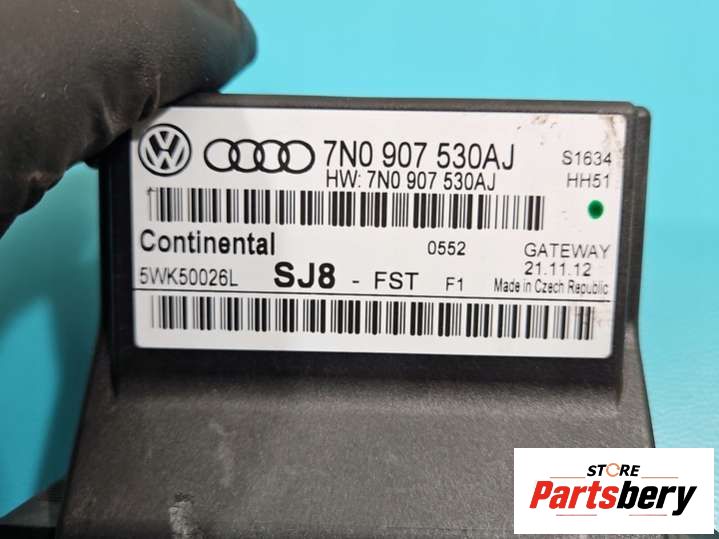 7N0 907 530AJ S1634
HW: 7N0 907 530AJ HH51
Continental 0552 GATEWAY
21.11.12
5WK50026L SJ8 - FST F1 Made in Czech Republic
STORE
Partsbery